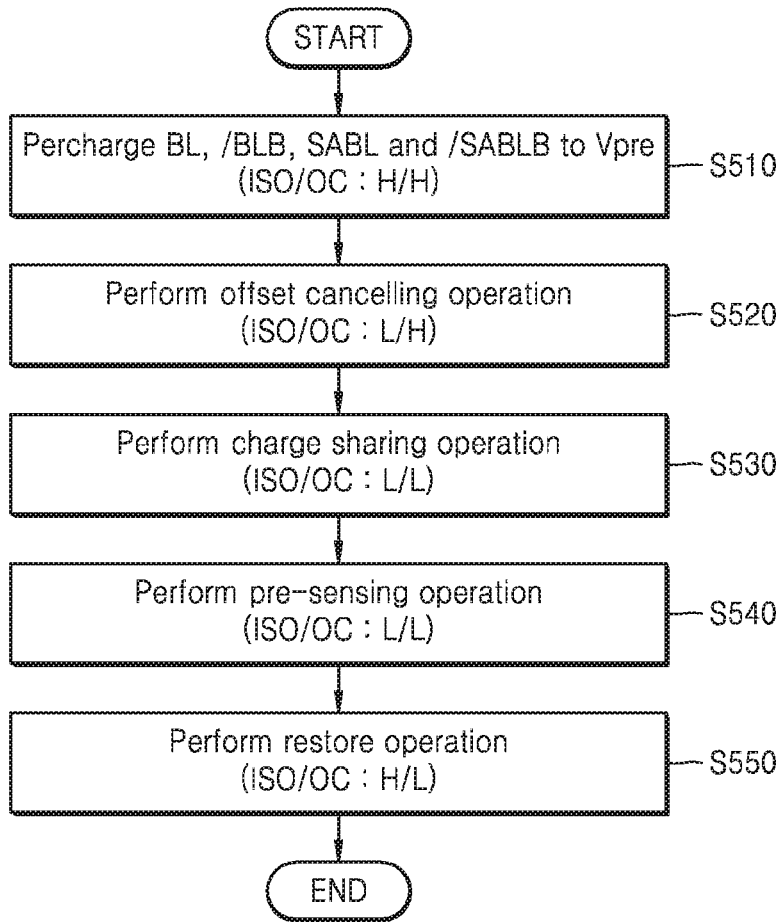 START
Percharge BL, /BLB, SABL and /SABLB to Vpre
(ISO/OC : H/H)
S510
Perform offset cancelling operation
(ISO/OC : L/H)
S520
Perform charge sharing operation
(ISO/OC : L/L)
S530
Perform pre-sensing operation
(ISO/OC : L/L)
S540
Perform restore operation
(ISO/OC : H/L)
S550
END